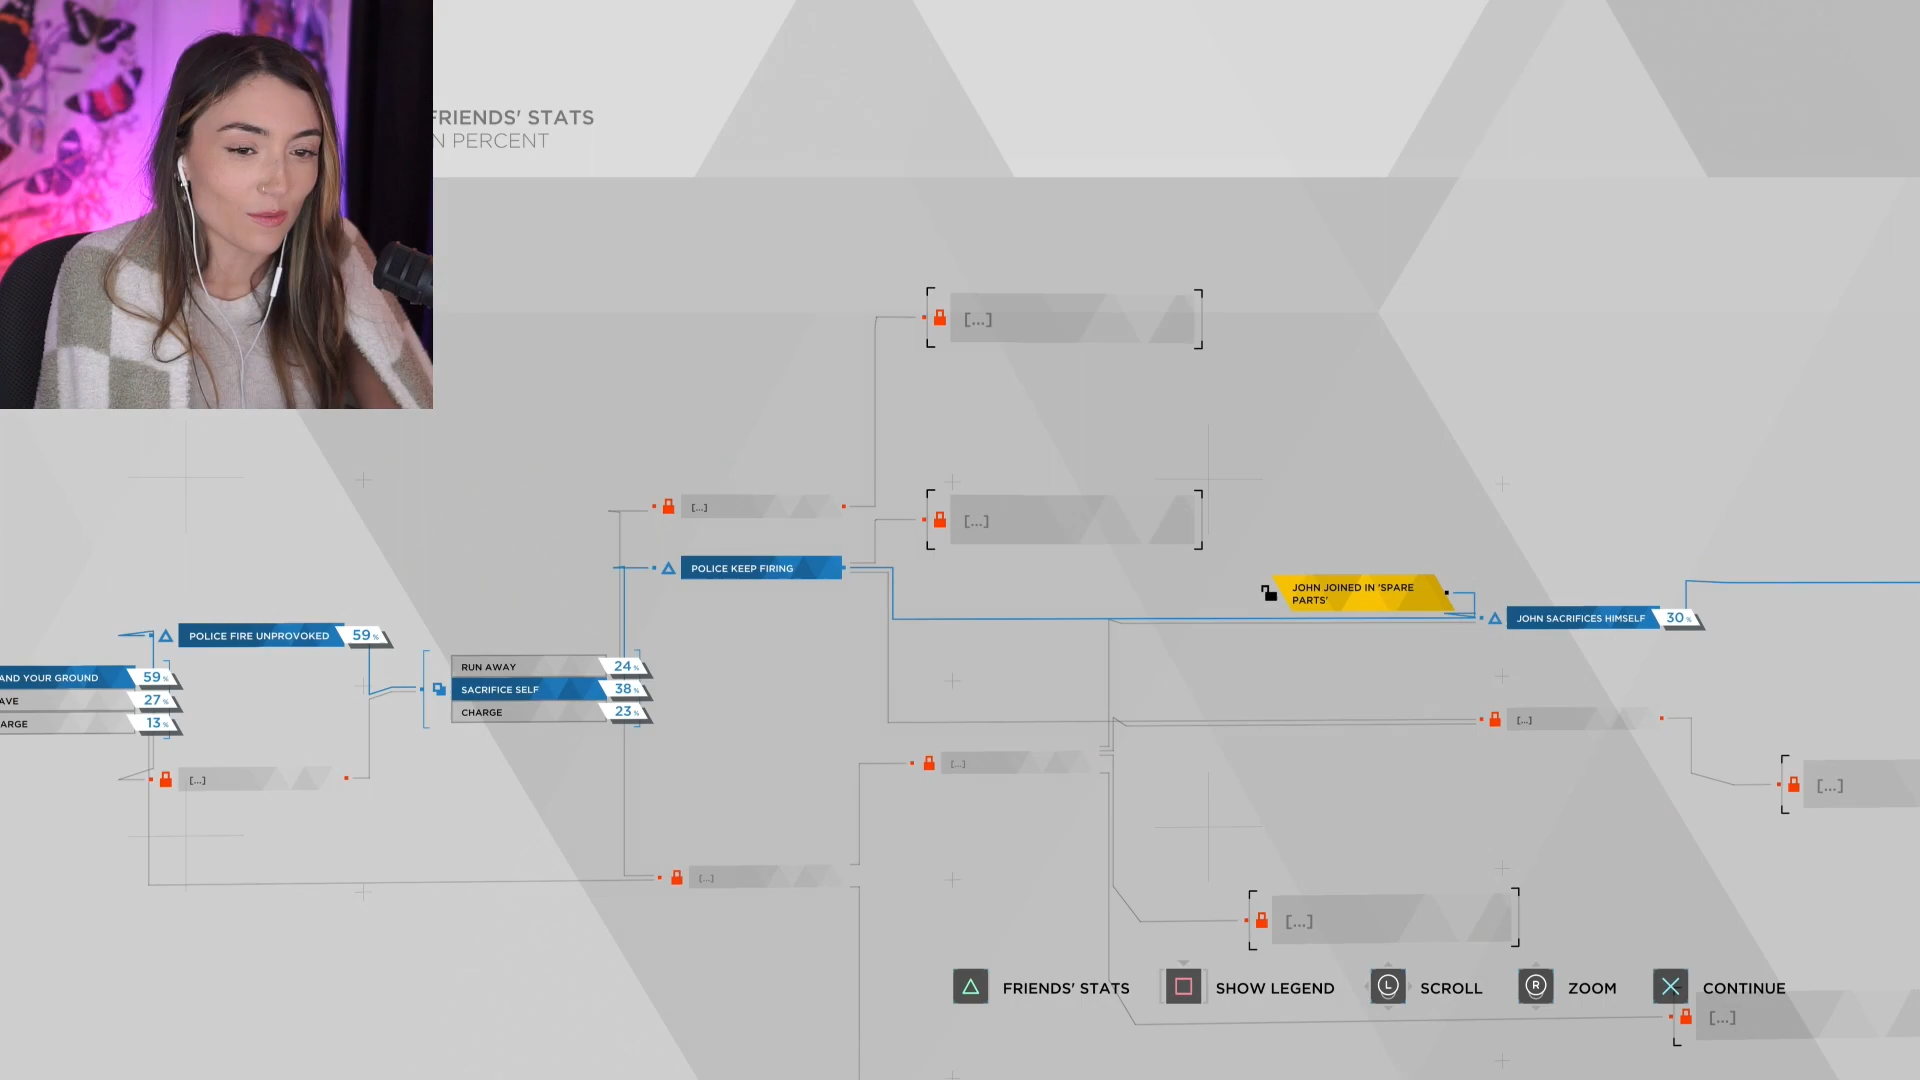 FRIENDS' STATS
N PERCENT
[...]
[...]
[...]
POLICE KEEP FIRING
JOHN JOINED IN 'SPARE
PARTS'
JOHN SACRIFICES HIMSELF 30%
POLICE FIRE UNPROVOKED 59%
AND YOUR GROUND 59%
AVE 27%
ARGE 13%
RUN AWAY 24%
SACRIFICE SELF 38%
CHARGE 23%
[...]
[...]
[...]
[...]
[...]
[...]
FRIENDS' STATS
SHOW LEGEND
L SCROLL
R ZOOM
CONTINUE
[...]